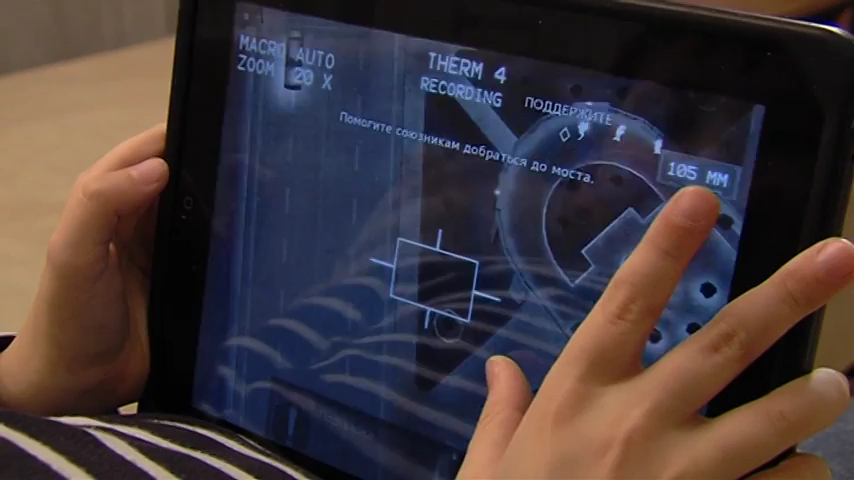 MACRO AUTO
ZOOM 20 X
THERM 4
RECORDING
ПОДДЕРЖИТЕ
Помогите союзникам добраться до моста.
105 MM